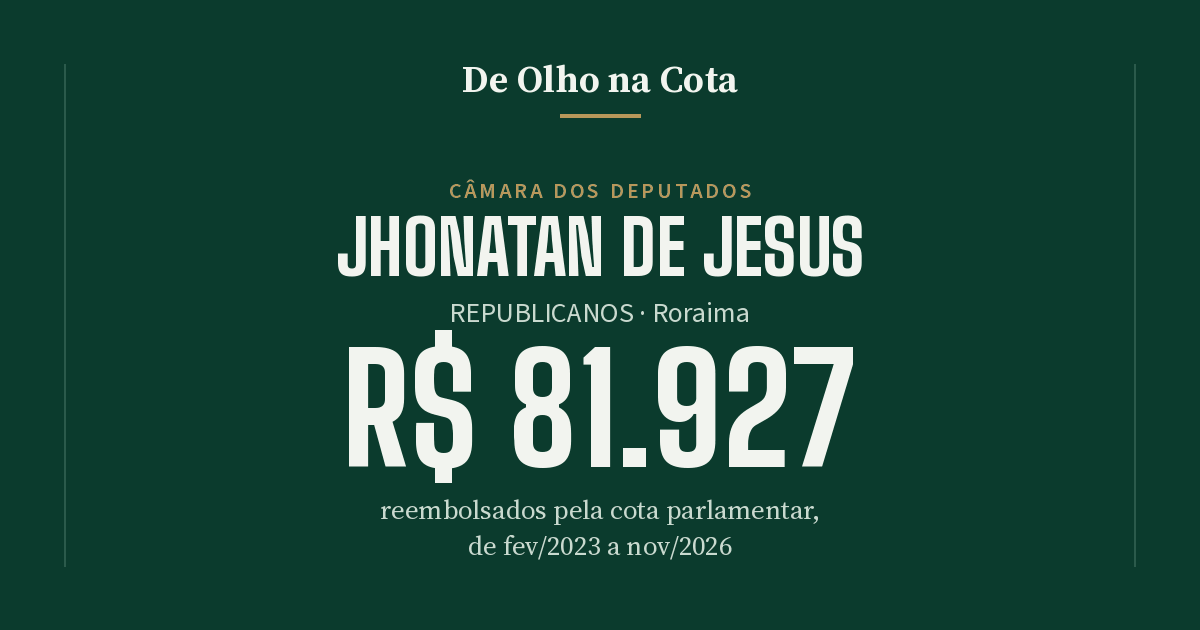 De Olho na Cota
CÂMARA DOS DEPUTADOS
JHONATAN DE JESUS
REPUBLICANOS · Roraima
R$ 81.927
reembolsados pela cota parlamentar,
de fev/2023 a nov/2026